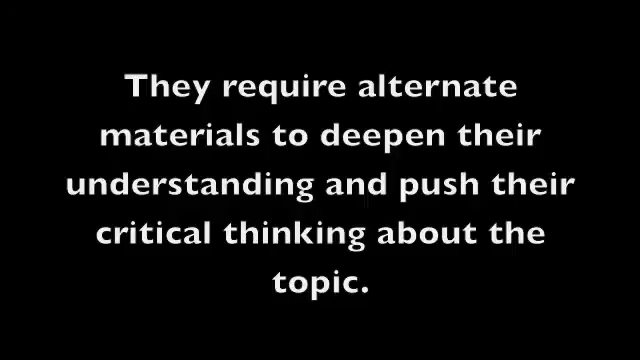 They require alternate
materials to deepen their
understanding and push their
critical thinking about the
topic.